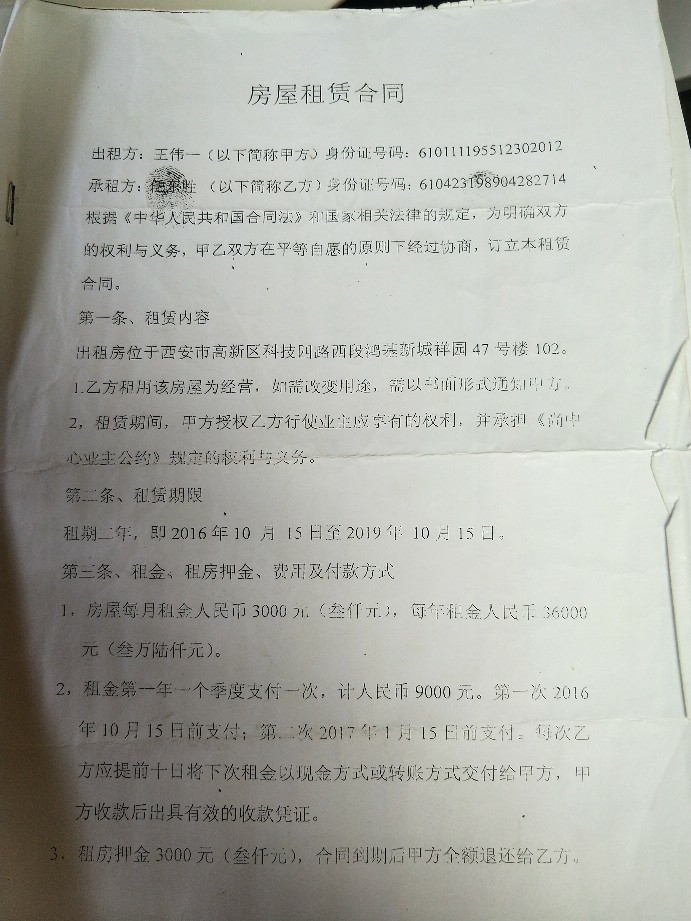 房屋租赁合同
出租方：王伟一（以下简称甲方）身份证号码：610111195512302012
承租方： （以下简称乙方）身份证号码：610423198904282714
根据《中华人民共和国合同法》和国家相关法律的规定，为明确双方
的权利与义务，甲乙双方在平等自愿的原则下经过协商，订立本租赁
合同。
第一条、租赁内容
出租房位于西安市高新区科技四路西段鸿基新城祥园 47 号楼 102。
1.乙方租用该房屋为经营，如需改变用途，需以书面形式通知甲方。
2，租赁期间，甲方授权乙方行使业主应享有的权利，并承担《尚中
心业主公约》规定的权利与义务。
第二条、租赁期限
租期 年，即 2016 年 10 月 15 日至 2019 年 10 月 15 日。
第三条、租金、租房押金、费用及付款方式
1，房屋每月租金人民币 3000 元（叁仟元），每年租金人民币 36000
元（叁万陆仟元）。
2，租金第一年一个季度支付一次，计人民币 9000 元。第一次 2016
年 10 月 15 日前支付；第二次 2017 年 1 月 15 日前支付。每次乙
方应提前十日将下次租金以现金方式或转账方式交付给甲方，甲
方收款后出具有效的收款凭证。
3，租房押金 3000 元（叁仟元），合同到期后甲方全额退还给乙方。